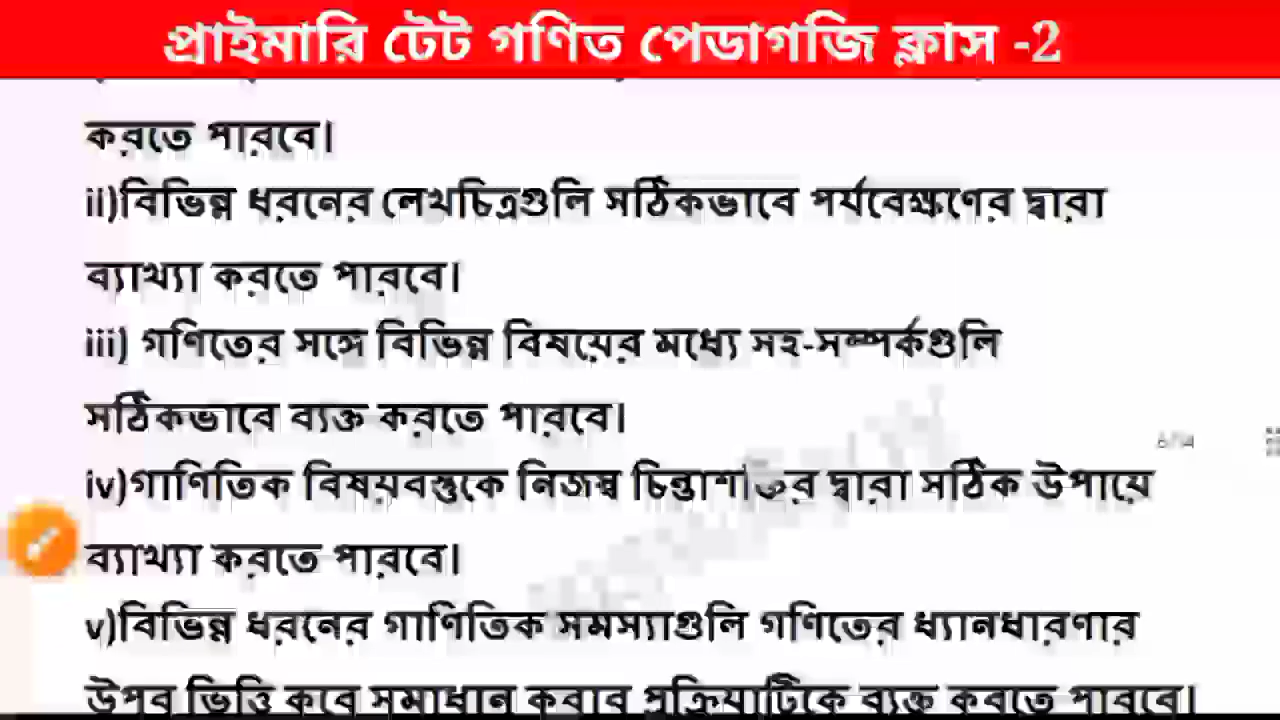 প্রাইমারি টেট গণিত পেডাগজি ক্লাস -2
করতে পারবে।
ii)বিভিন্ন ধরনের লেখচিত্রগুলি সঠিকভাবে পর্যবেক্ষণের দ্বারা
ব্যাখ্যা করতে পারবে।
iii) গণিতের সঙ্গে বিভিন্ন বিষয়ের মধ্যে সহ-সম্পর্কগুলি
সঠিকভাবে ব্যক্ত করতে পারবে।
iv)গাণিতিক বিষয়বস্তুকে নিজস্ব চিন্তাশক্তির দ্বারা সঠিক উপায়ে
ব্যাখ্যা করতে পারবে।
v)বিভিন্ন ধরনের গাণিতিক সমস্যাগুলি গণিতের ধ্যানধারণার
উপর ভিত্তি করে সমাধান করার প্রক্রিয়াটিকে ব্যক্ত করতে পারবে।